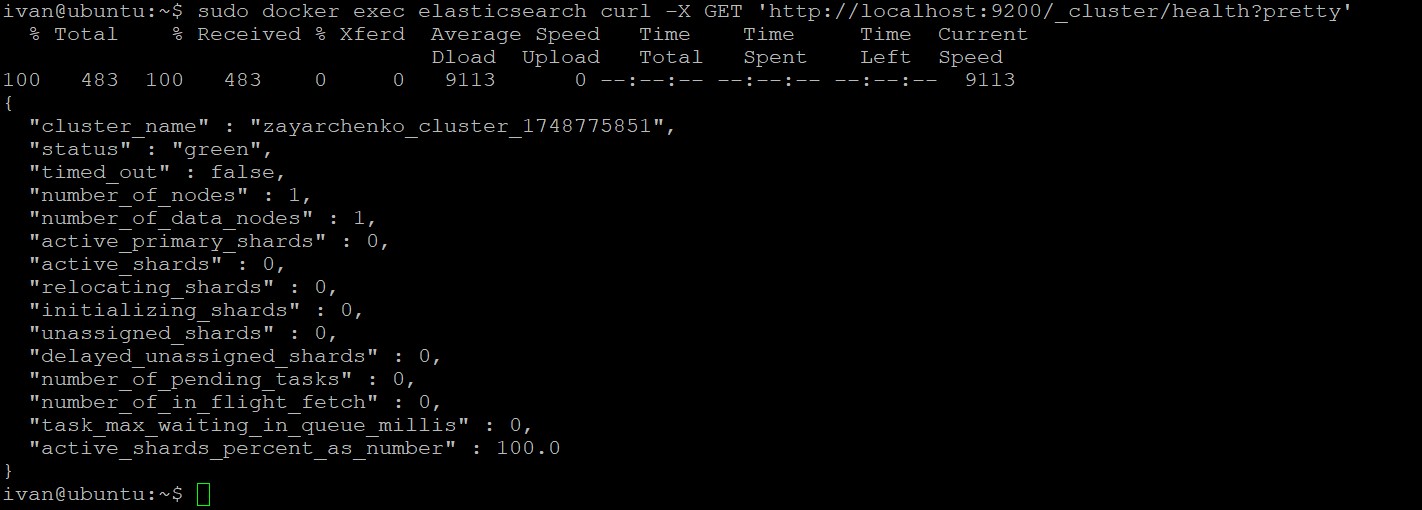 ivan@ubuntu:~$ sudo docker exec elasticsearch curl -X GET 'http://localhost:9200/_cluster/health?pretty'
  % Total    % Received % Xferd  Average Speed   Time    Time     Time  Current
                                 Dload  Upload   Total   Spent    Left  Speed
100   483  100   483    0     0   9113      0 --:--:-- --:--:-- --:--:--  9113
{
  "cluster_name" : "zayarchenko_cluster_1748775851",
  "status" : "green",
  "timed_out" : false,
  "number_of_nodes" : 1,
  "number_of_data_nodes" : 1,
  "active_primary_shards" : 0,
  "active_shards" : 0,
  "relocating_shards" : 0,
  "initializing_shards" : 0,
  "unassigned_shards" : 0,
  "delayed_unassigned_shards" : 0,
  "number_of_pending_tasks" : 0,
  "number_of_in_flight_fetch" : 0,
  "task_max_waiting_in_queue_millis" : 0,
  "active_shards_percent_as_number" : 100.0
}
ivan@ubuntu:~$